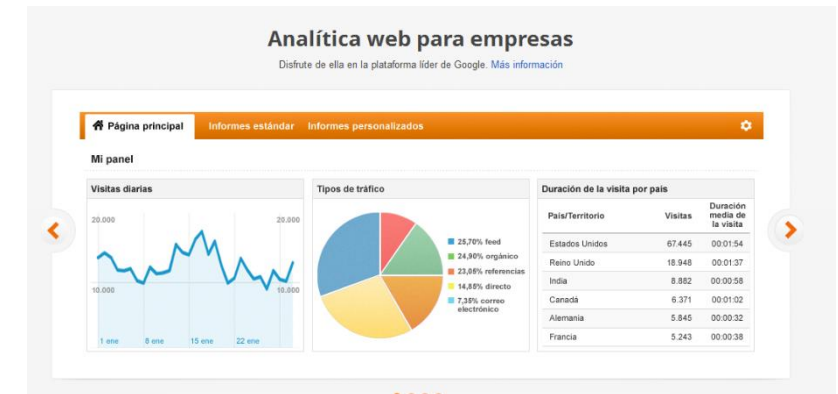 Analítica web para empresas
Disfrute de ella en la plataforma líder de Google. Más información
Página principal Informes estándar Informes personalizados
Mi panel
Visitas diarias
20.000 20.000
10.000 10.000
1 ene 8 ene 15 ene 22 ene
Tipos de tráfico
25,70% feed
24,90% orgánico
23,06% referencias
14,88% directo
7,35% correo
electrónico
Duración de la visita por país
País/Territorio Visitas Duración
media de
la visita
Estados Unidos 67.445 00:01:54
Reino Unido 18.948 00:01:37
India 8.882 00:00:58
Canadá 6.371 00:01:02
Alemania 5.845 00:00:32
Francia 5.243 00:00:38